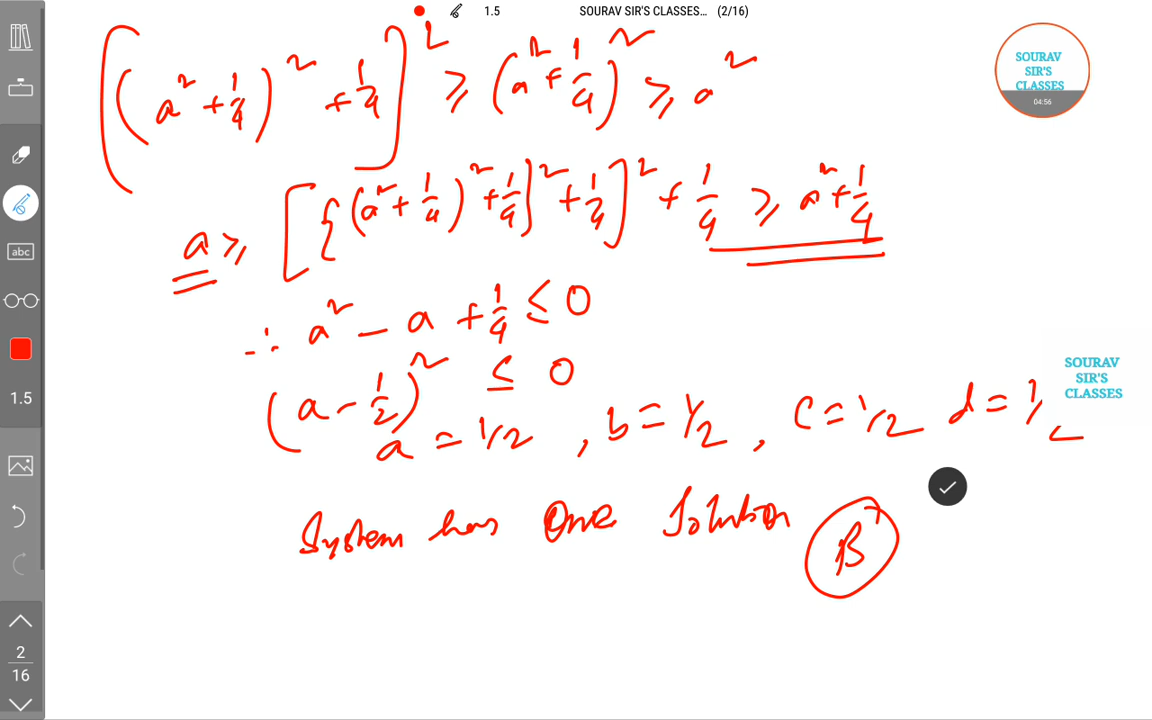 1.5 SOURAV SIR'S CLASSES... (2/16)
[(a² + 1/4)² + 1/4]² ≥ (a² + 1/4)² ≥ a²
SOURAV
SIR'S
CLASSES
04:56
a ≥ [{(a² + 1/4)² + 1/4}² + 1/4]² + 1/4 ≥ a² + 1/4
abc
∴ a² - a + 1/4 ≤ 0
(a - 1/2)² ≤ 0
SOURAV
SIR'S
CLASSES
1.5
a = 1/2 , b = 1/2 , c = 1/2 d = 1/2
System has One Solution B
2
16